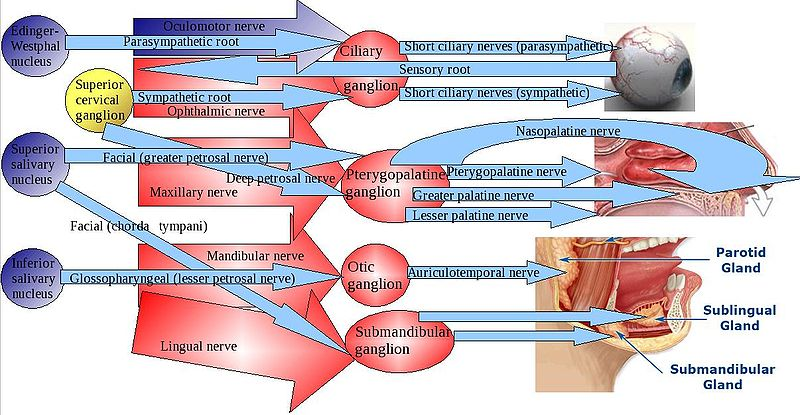 Oculomotor nerve
Edinger-
Westphal
nucleus
Parasympathetic root
Ciliary
ganglion
Short ciliary nerves (parasympathetic)
Sensory root
Superior
cervical
ganglion
Sympathetic root
Short ciliary nerves (sympathetic)
Ophthalmic nerve
Nasopalatine nerve
Superior
salivary
nucleus
Facial (greater petrosal nerve)
Deep petrosal nerve
Pterygopalatine
ganglion
Pterygopalatine nerve
Maxillary nerve
Greater palatine nerve
Lesser palatine nerve
Facial (chorda tympani)
Mandibular nerve
Inferior
salivary
nucleus
Glossopharyngeal (lesser petrosal nerve)
Otic
ganglion
Auriculotemporal nerve
Parotid
Gland
Sublingual
Gland
Submandibular
ganglion
Lingual nerve
Submandibular
Gland